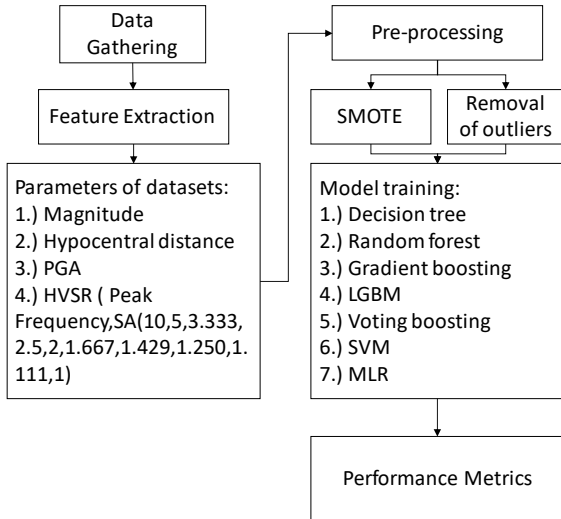 Data
Gathering
Feature Extraction
Parameters of datasets:
1.) Magnitude
2.) Hypocentral distance
3.) PGA
4.) HVSR ( Peak
Frequency,SA(10,5,3.333,
2.5,2,1.667,1.429,1.250,1.
111,1)
Pre-processing
SMOTE
Removal
of outliers
Model training:
1.) Decision tree
2.) Random forest
3.) Gradient boosting
4.) LGBM
5.) Voting boosting
6.) SVM
7.) MLR
Performance Metrics